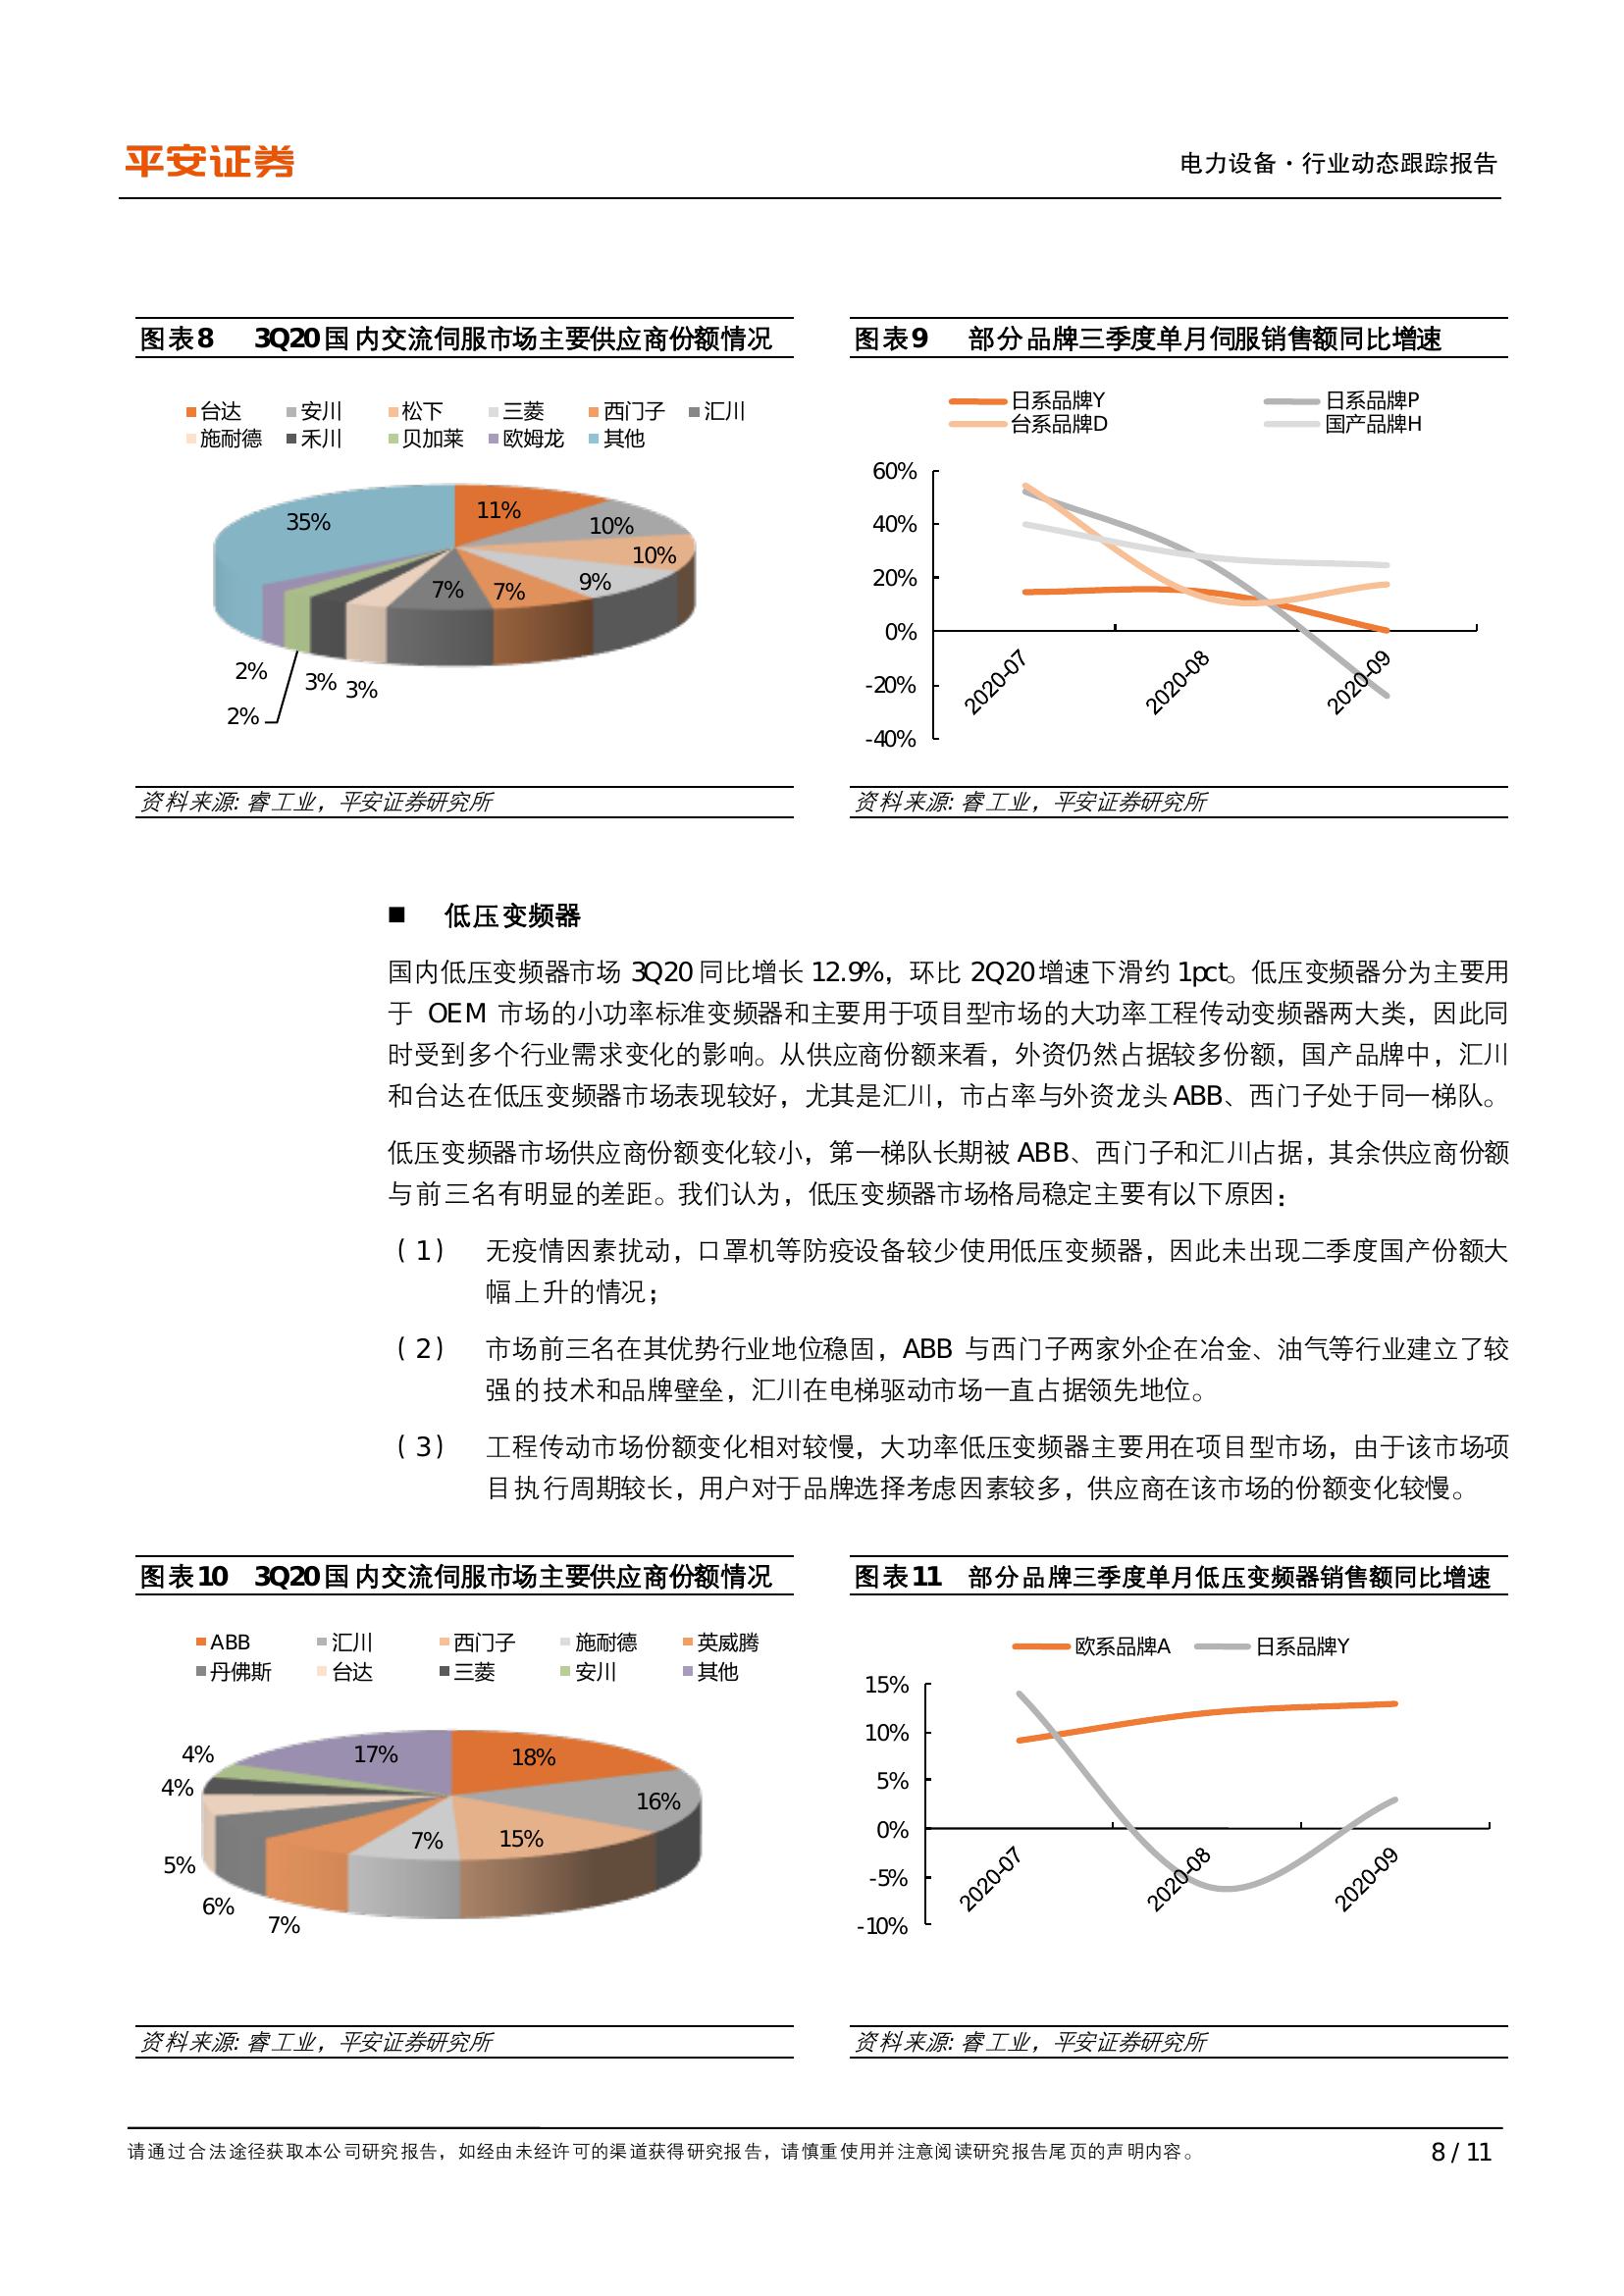 平安证券
电力设备·行业动态跟踪报告
图表8 3Q20国内交流伺服市场主要供应商份额情况
台达 安川 松下 三菱 西门子 汇川
施耐德 禾川 贝加莱 欧姆龙 其他
35%
11%
10%
10%
9%
7%
7%
2%
3%
3%
2%
资料来源:睿工业，平安证券研究所
图表9 部分品牌三季度单月伺服销售额同比增速
日系品牌Y 日系品牌P
台系品牌D 国产品牌H
60%
40%
20%
0%
-20%
-40%
2020-07
2020-08
2020-09
资料来源:睿工业，平安证券研究所
■ 低压变频器
国内低压变频器市场 3Q20 同比增长 12.9%，环比 2Q20 增速下滑约 1pct。低压变频器分为主要用
于 OEM 市场的小功率标准变频器和主要用于项目型市场的大功率工程传动变频器两大类，因此同
时受到多个行业需求变化的影响。从供应商份额来看，外资仍然占据较多份额，国产品牌中，汇川
和台达在低压变频器市场表现较好，尤其是汇川，市占率与外资龙头 ABB、西门子处于同一梯队。
低压变频器市场供应商份额变化较小，第一梯队长期被 ABB、西门子和汇川占据，其余供应商份额
与前三名有明显的差距。我们认为，低压变频器市场格局稳定主要有以下原因：
（1） 无疫情因素扰动，口罩机等防疫设备较少使用低压变频器，因此未出现二季度国产份额大
幅上升的情况；
（2） 市场前三名在其优势行业地位稳固，ABB 与西门子两家外企在冶金、油气等行业建立了较
强的技术和品牌壁垒，汇川在电梯驱动市场一直占据领先地位。
（3） 工程传动市场份额变化相对较慢，大功率低压变频器主要用在项目型市场，由于该市场项
目执行周期较长，用户对于品牌选择考虑因素较多，供应商在该市场的份额变化较慢。
图表10 3Q20国内交流伺服市场主要供应商份额情况
ABB 汇川 西门子 施耐德 英威腾
丹佛斯 台达 三菱 安川 其他
4%
17%
18%
4%
16%
7%
15%
5%
6%
7%
资料来源:睿工业，平安证券研究所
图表11 部分品牌三季度单月低压变频器销售额同比增速
欧系品牌A 日系品牌Y
15%
10%
5%
0%
-5%
-10%
2020-07
2020-08
2020-09
资料来源:睿工业，平安证券研究所
请通过合法途径获取本公司研究报告，如经由未经许可的渠道获得研究报告，请慎重使用并注意阅读研究报告尾页的声明内容。
8 / 11